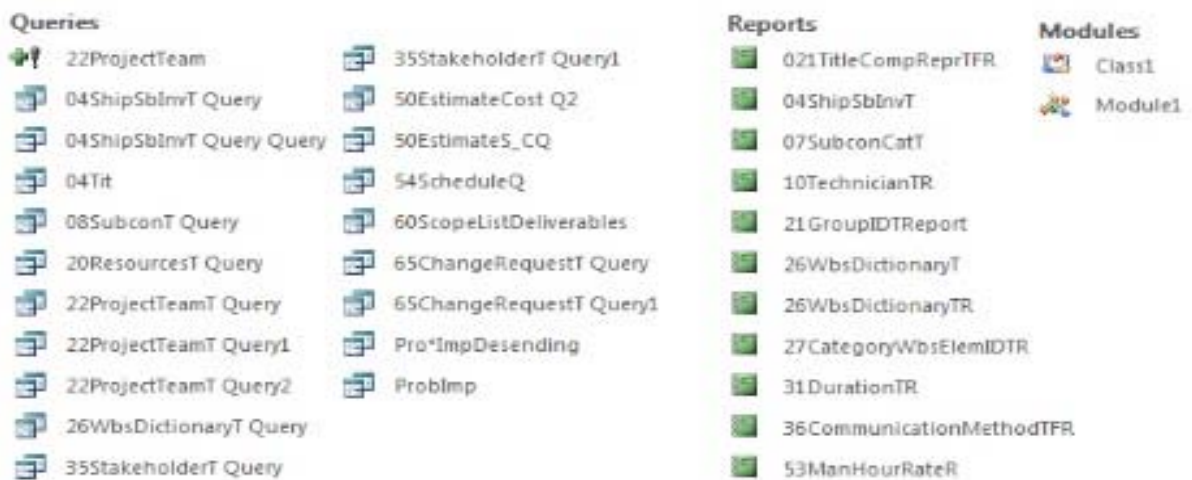 Queries
22ProjectTeam
04ShipSbInvT Query
04ShipSbInvT Query Query
04Tit
08SubconT Query
20ResourcesT Query
22ProjectTeamT Query
22ProjectTeamT Query1
22ProjectTeamT Query2
26WbsDictionaryT Query
35StakeholderT Query
35StakeholderT Query1
50EstimateCost Q2
50EstimateS_CQ
54ScheduleQ
60ScopeListDeliverables
65ChangeRequestT Query
65ChangeRequestT Query1
Pro*ImpDesending
ProbImp
Reports
021TitleCompReprTFR
04ShipSbInvT
07SubconCatT
10TechnicianTR
21GroupIDTReport
26WbsDictionaryT
26WbsDictionaryTR
27CategoryWbsElemIDTR
31DurationTR
36CommunicationMethodTFR
53ManHourRateR
Modules
Class1
Module1